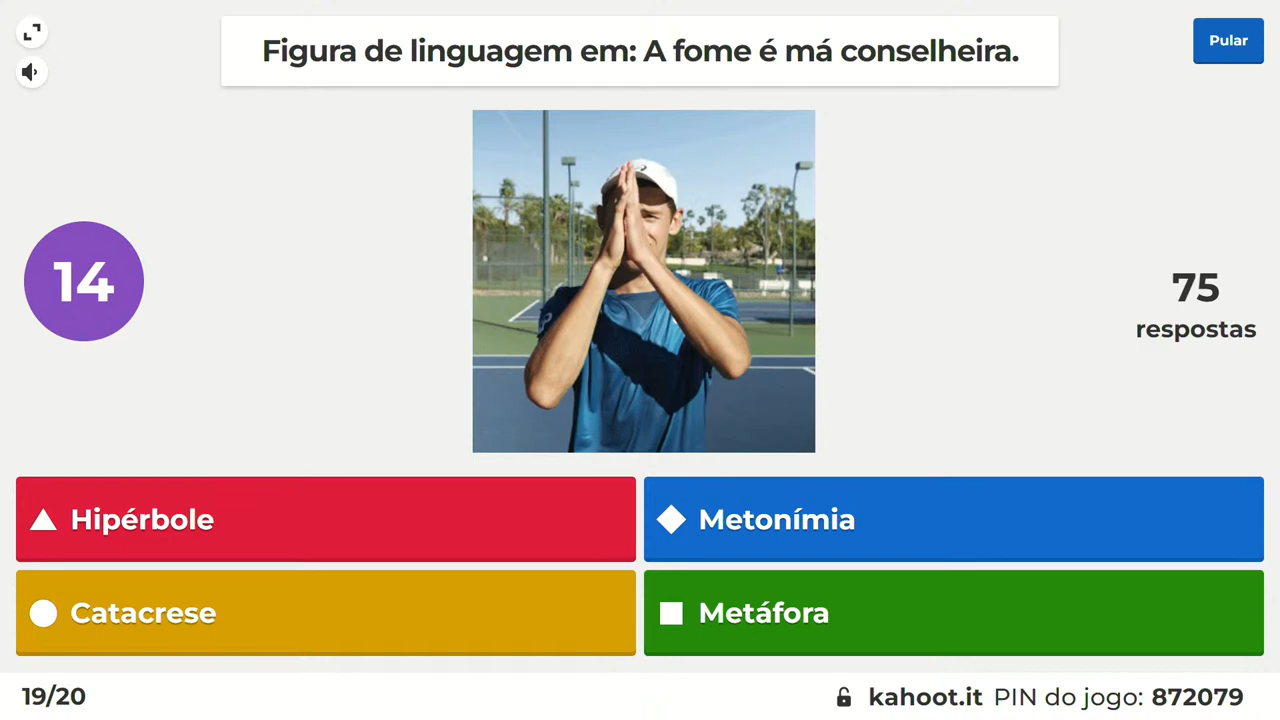 Figura de linguagem em: A fome é má conselheira.
Pular
14
75
respostas
Hipérbole
Metonímia
Catacrese
Metáfora
19/20
kahoot.it PIN do jogo: 872079